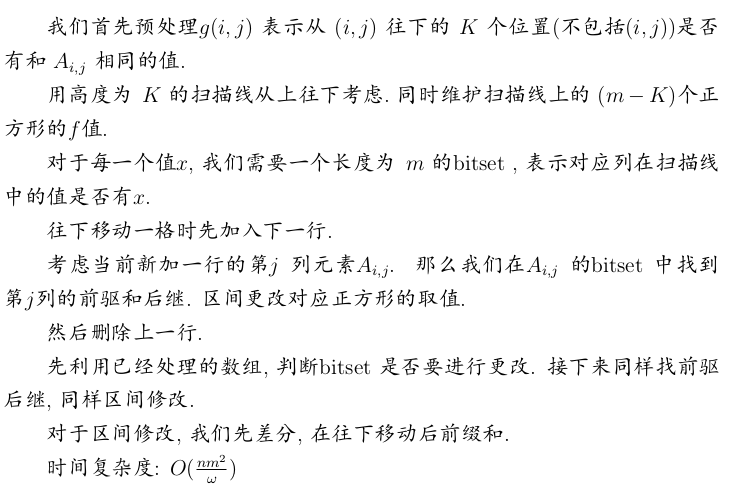 我们首先预处理g(i, j) 表示从 (i, j) 往下的 K 个位置(不包括(i, j))是否
有和 A_{i,j} 相同的值.
用高度为 K 的扫描线从上往下考虑. 同时维护扫描线上的 (m − K)个正
方形的f值.
对于每一个值x, 我们需要一个长度为 m 的bitset , 表示对应列在扫描线
中的值是否有x.
往下移动一格时先加入下一行.
考虑当前新加一行的第j 列元素A_{i,j}. 那么我们在A_{i,j} 的bitset 中找到
第j列的前驱和后继. 区间更改对应正方形的取值.
然后删除上一行.
先利用已经处理的数组, 判断bitset 是否要进行更改. 接下来同样找前驱
后继, 同样区间修改.
对于区间修改, 我们先差分, 在往下移动后前缀和.
时间复杂度: O(\frac{nm^2}{ω})